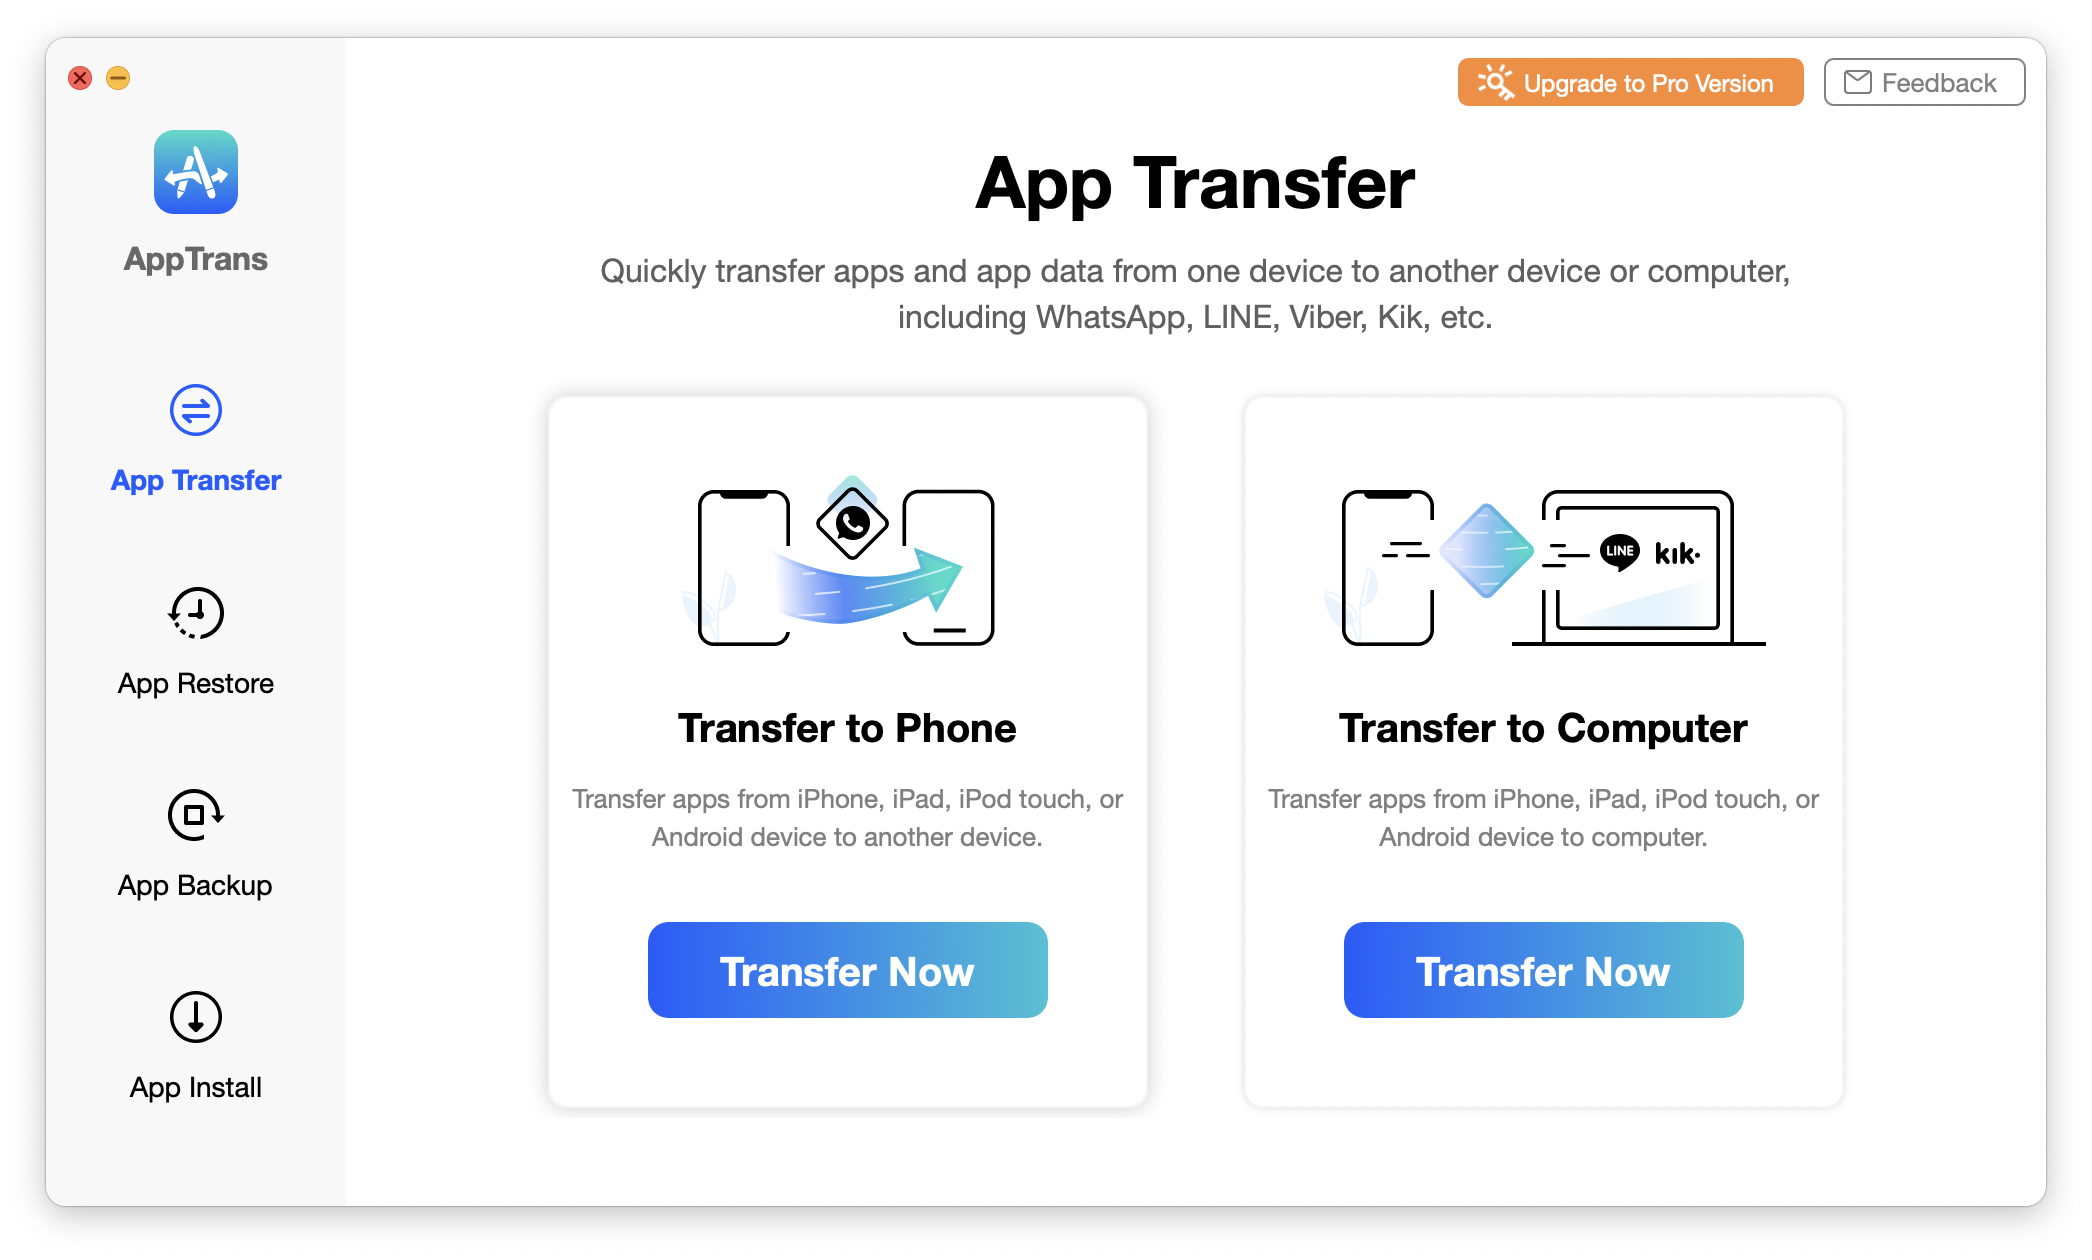 Upgrade to Pro Version
Feedback
AppTrans
App Transfer
App Restore
App Backup
App Install
App Transfer
Quickly transfer apps and app data from one device to another device or computer,
including WhatsApp, LINE, Viber, Kik, etc.
Transfer to Phone
Transfer apps from iPhone, iPad, iPod touch, or
Android device to another device.
Transfer Now
LINE
kik.
Transfer to Computer
Transfer apps from iPhone, iPad, iPod touch, or
Android device to computer.
Transfer Now